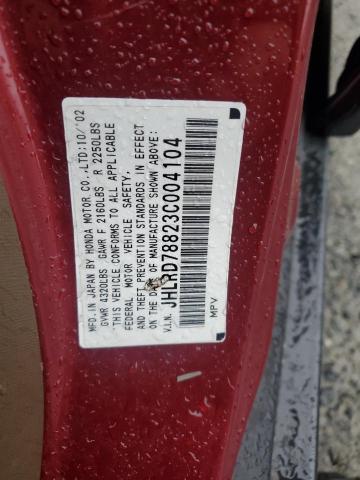 MFD. IN JAPAN BY HONDA MOTOR CO.,LTD:10/'02
GVWR 4320LBS GAWR F 2160LBS R 2250LBS
THIS VEHICLE CONFORMS TO ALL APPLICABLE
FEDERAL MOTOR VEHICLE SAFETY,
AND THEFT PREVENTION STANDARDS IN EFFECT
ON THE DATE OF MANUFACTURE SHOWN ABOVE:
V.I.N. JHLRD78823C004104
MPV